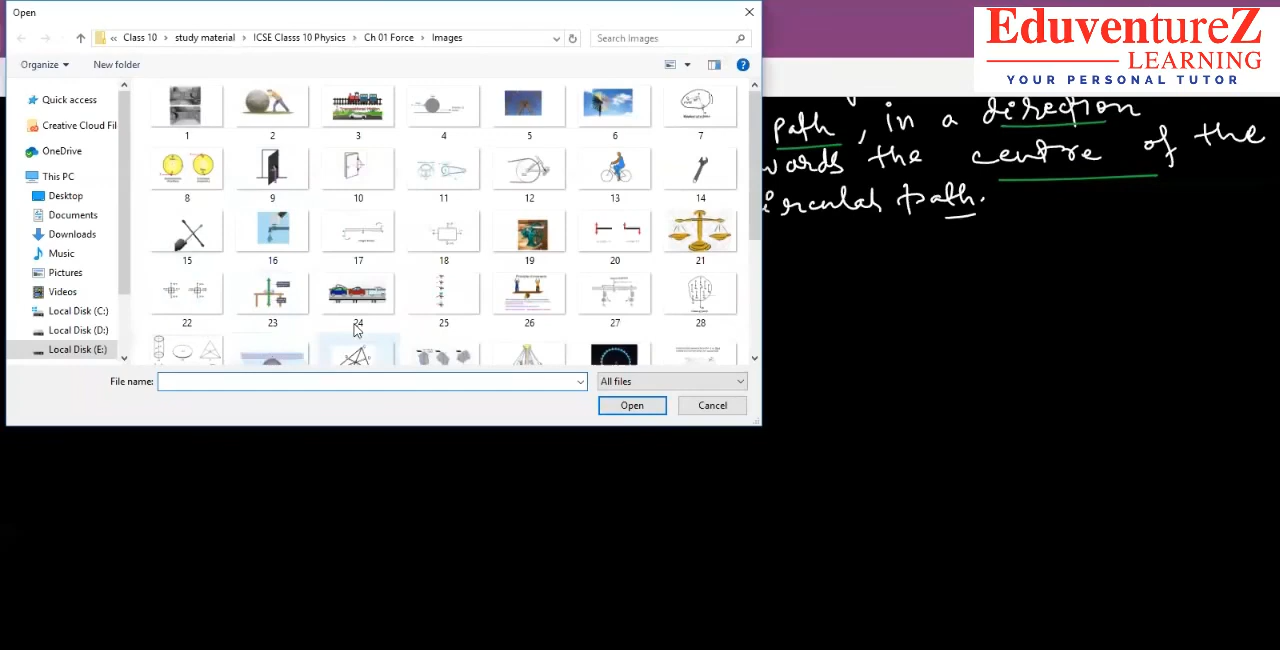 Open
EduventureZ
LEARNING
YOUR PERSONAL TUTOR
« Class 10 > study material > ICSE Classs 10 Physics > Ch 01 Force > Images
Search Images
Organize
New folder
Quick access
Creative Cloud Fil
OneDrive
This PC
Desktop
Documents
Downloads
Music
Pictures
Videos
Local Disk (C:)
Local Disk (D:)
Local Disk (E:)
1 2 3 4 5 6 7
8 9 10 11 12 13 14
15 16 17 18 19 20 21
22 23 24 25 26 27 28
File name:
All files
Open
Cancel
path, in a direction
wards the centre of the
ircular path.